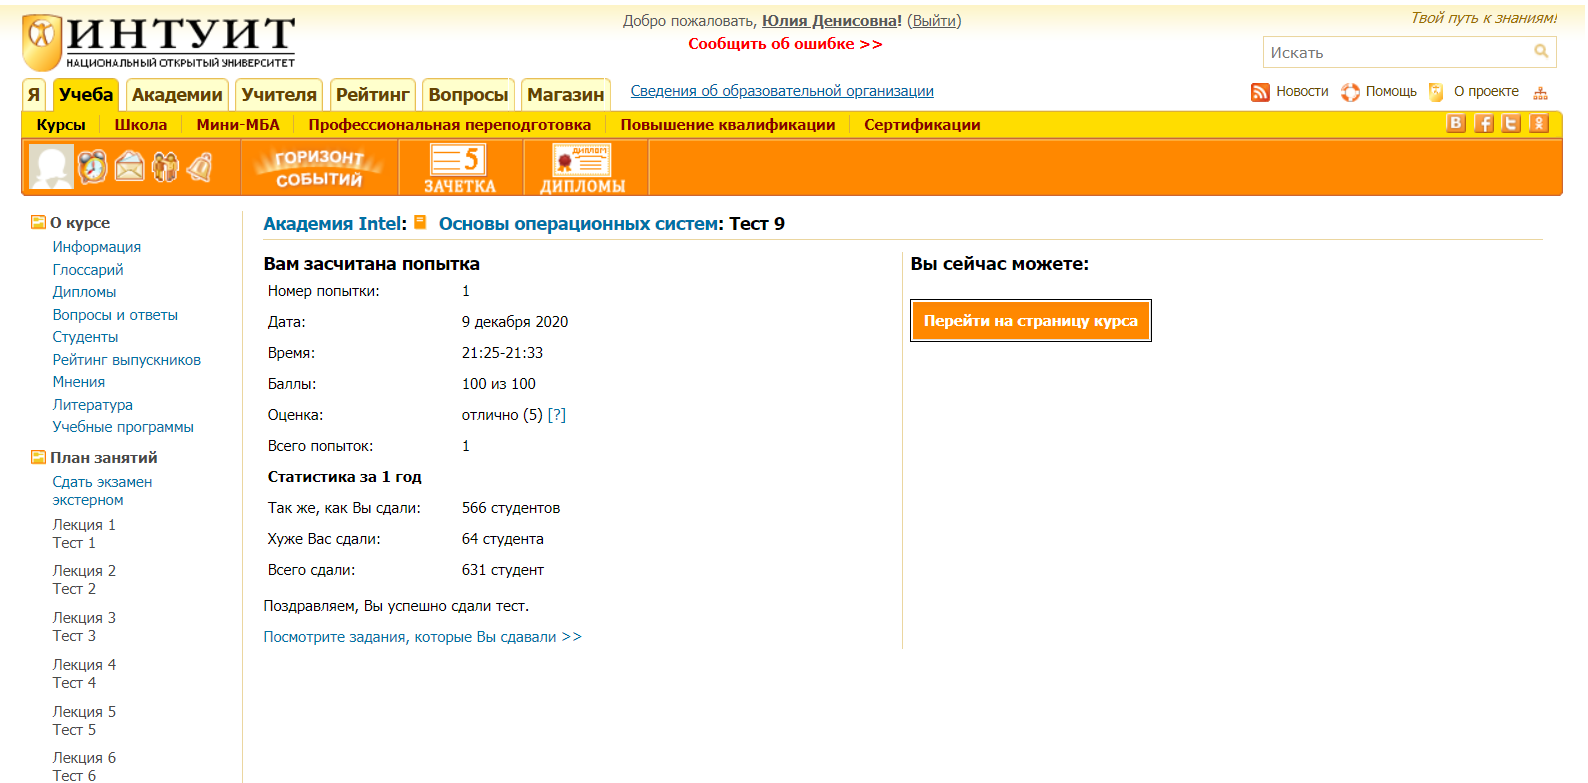 ИНТУИТ
НАЦИОНАЛЬНЫЙ ОТКРЫТЫЙ УНИВЕРСИТЕТ
Добро пожаловать, Юлия Денисовна! (Выйти)
Сообщить об ошибке >>
Твой путь к знаниям!
Искать
Я Учеба Академии Учителя Рейтинг Вопросы Магазин Сведения об образовательной организации
Новости Помощь О проекте
Курсы Школа Мини-МБА Профессиональная переподготовка Повышение квалификации Сертификации
ГОРИЗОНТ СОБЫТИЙ
5 ЗАЧЕТКА
ДИПЛОМ ДИПЛОМЫ
О курсе
Информация
Глоссарий
Дипломы
Вопросы и ответы
Студенты
Рейтинг выпускников
Мнения
Литература
Учебные программы
План занятий
Сдать экзамен
экстерном
Лекция 1
Тест 1
Лекция 2
Тест 2
Лекция 3
Тест 3
Лекция 4
Тест 4
Лекция 5
Тест 5
Лекция 6
Тест 6
Академия Intel: Основы операционных систем: Тест 9
Вам засчитана попытка
Номер попытки: 1
Дата: 9 декабря 2020
Время: 21:25-21:33
Баллы: 100 из 100
Оценка: отлично (5) [?]
Всего попыток: 1
Статистика за 1 год
Так же, как Вы сдали: 566 студентов
Хуже Вас сдали: 64 студента
Всего сдали: 631 студент
Поздравляем, Вы успешно сдали тест.
Посмотрите задания, которые Вы сдавали >>
Вы сейчас можете:
Перейти на страницу курса